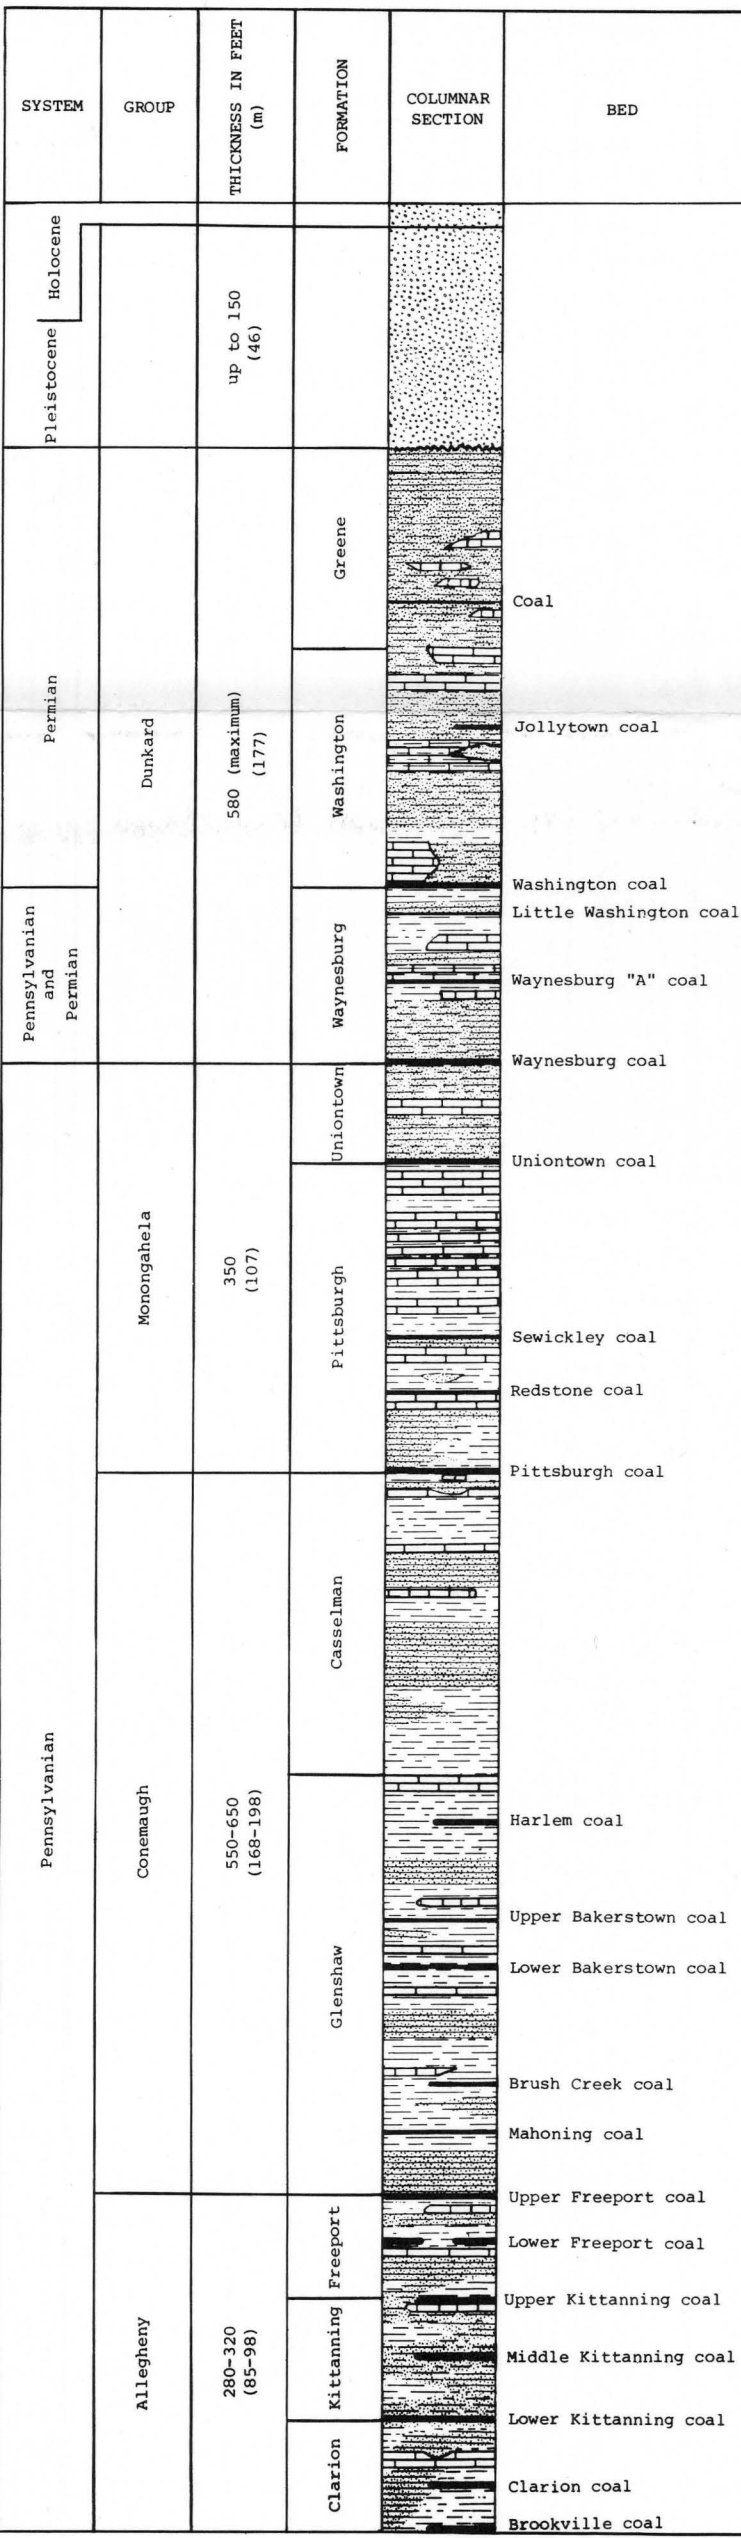 SYSTEM
GROUP
THICKNESS IN FEET
(m)
FORMATION
COLUMNAR
SECTION
BED
Holocene
Pleistocene
up to 150
(46)
Permian
Dunkard
580 (maximum)
(177)
Greene
Coal
Washington
Jollytown coal
Washington coal
Pennsylvanian
and
Permian
Waynesburg
Little Washington coal
Waynesburg "A" coal
Waynesburg coal
Pennsylvanian
Monongahela
350
(107)
Uniontown
Uniontown coal
Pittsburgh
Sewickley coal
Redstone coal
Pittsburgh coal
Conemaugh
550-650
(168-198)
Casselman
Glenshaw
Harlem coal
Upper Bakerstown coal
Lower Bakerstown coal
Brush Creek coal
Mahoning coal
Upper Freeport coal
Allegheny
280-320
(85-98)
Freeport
Lower Freeport coal
Upper Kittanning coal
Kittanning
Middle Kittanning coal
Lower Kittanning coal
Clarion
Clarion coal
Brookville coal